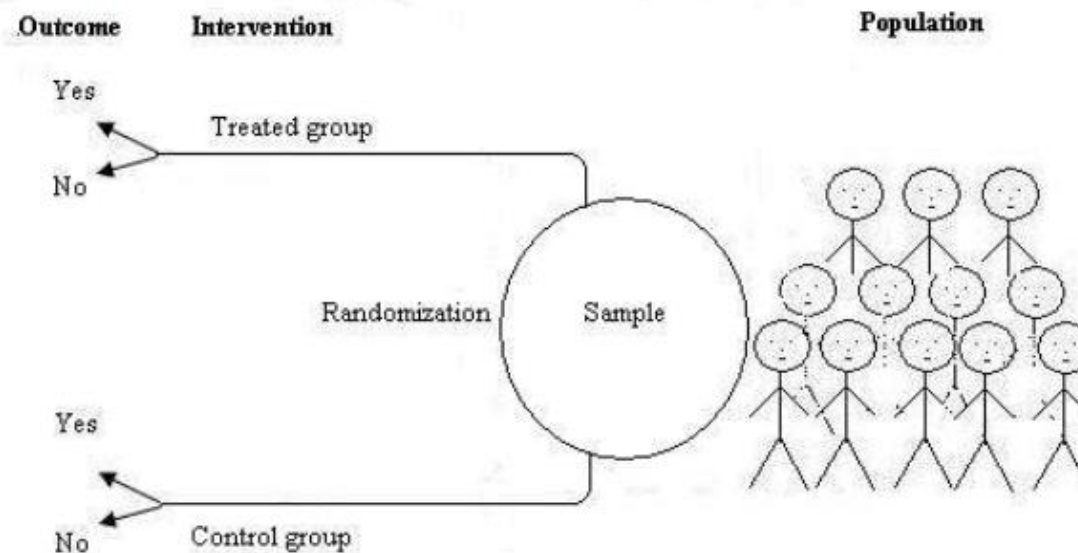 .Outcome Intervention Population
Yes
Treated group
No
Randomization Sample
Yes
No Control group